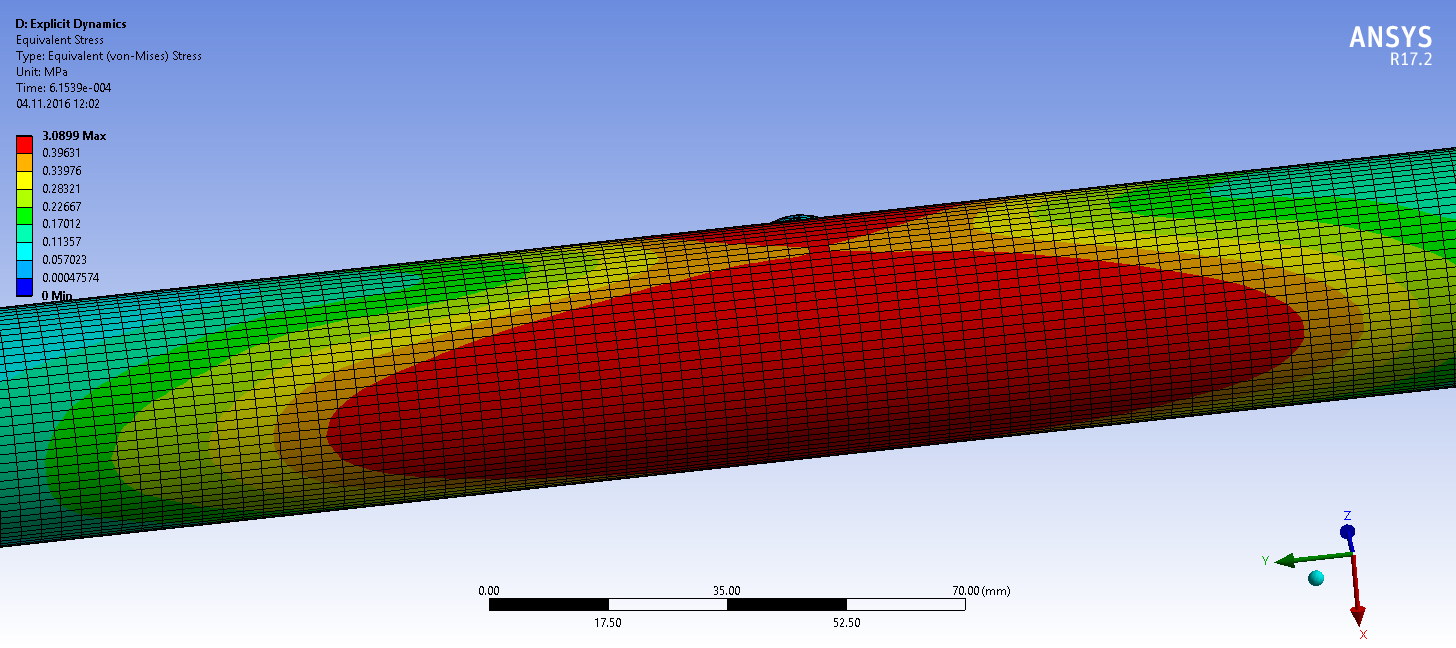 D: Explicit Dynamics
Equivalent Stress
Type: Equivalent (von-Mises) Stress
Unit: MPa
Time: 6.1539e-004
04.11.2016 12:02
ANSYS
R17.2
3.0899 Max
0.39631
0.33976
0.28321
0.22667
0.17012
0.11357
0.057023
0.00047574
0 Min
0.00 35.00 70.00 (mm)
17.50 52.50
Z
Y
X